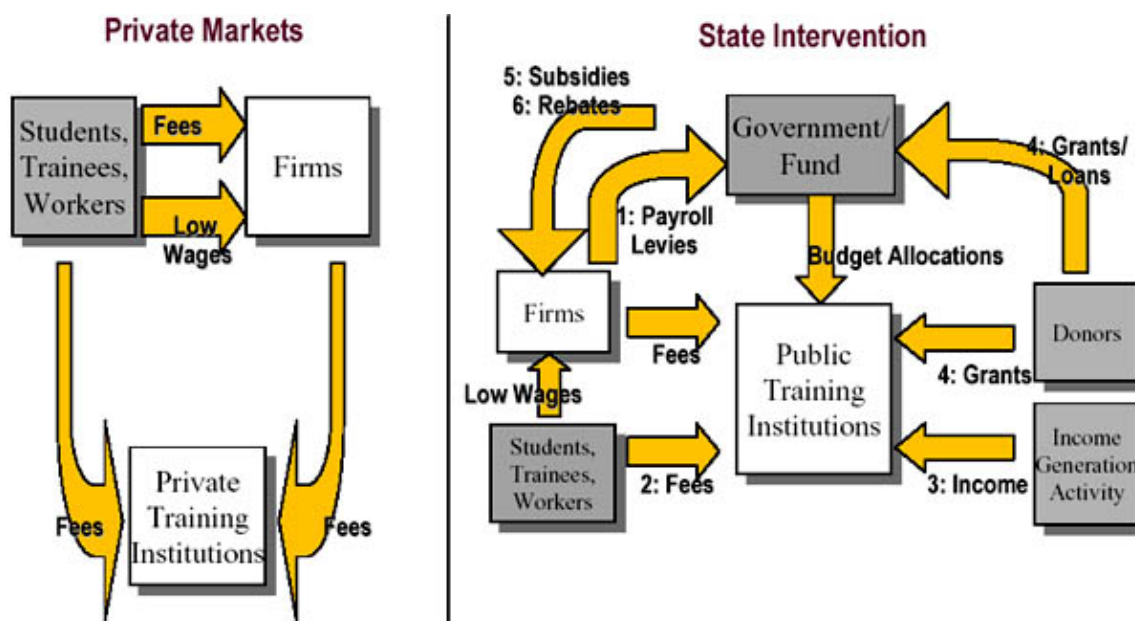 Private Markets
Students,
Trainees,
Workers
Fees
Low
Wages
Firms
Fees
Private
Training
Institutions
Fees
State Intervention
5: Subsidies
6: Rebates
Government/
Fund
4: Grants/
Loans
1: Payroll
Levies
Budget Allocations
Firms
Fees
Public
Training
Institutions
Donors
4: Grants
Low Wages
Students,
Trainees,
Workers
2: Fees
3: Income
Income
Generation
Activity